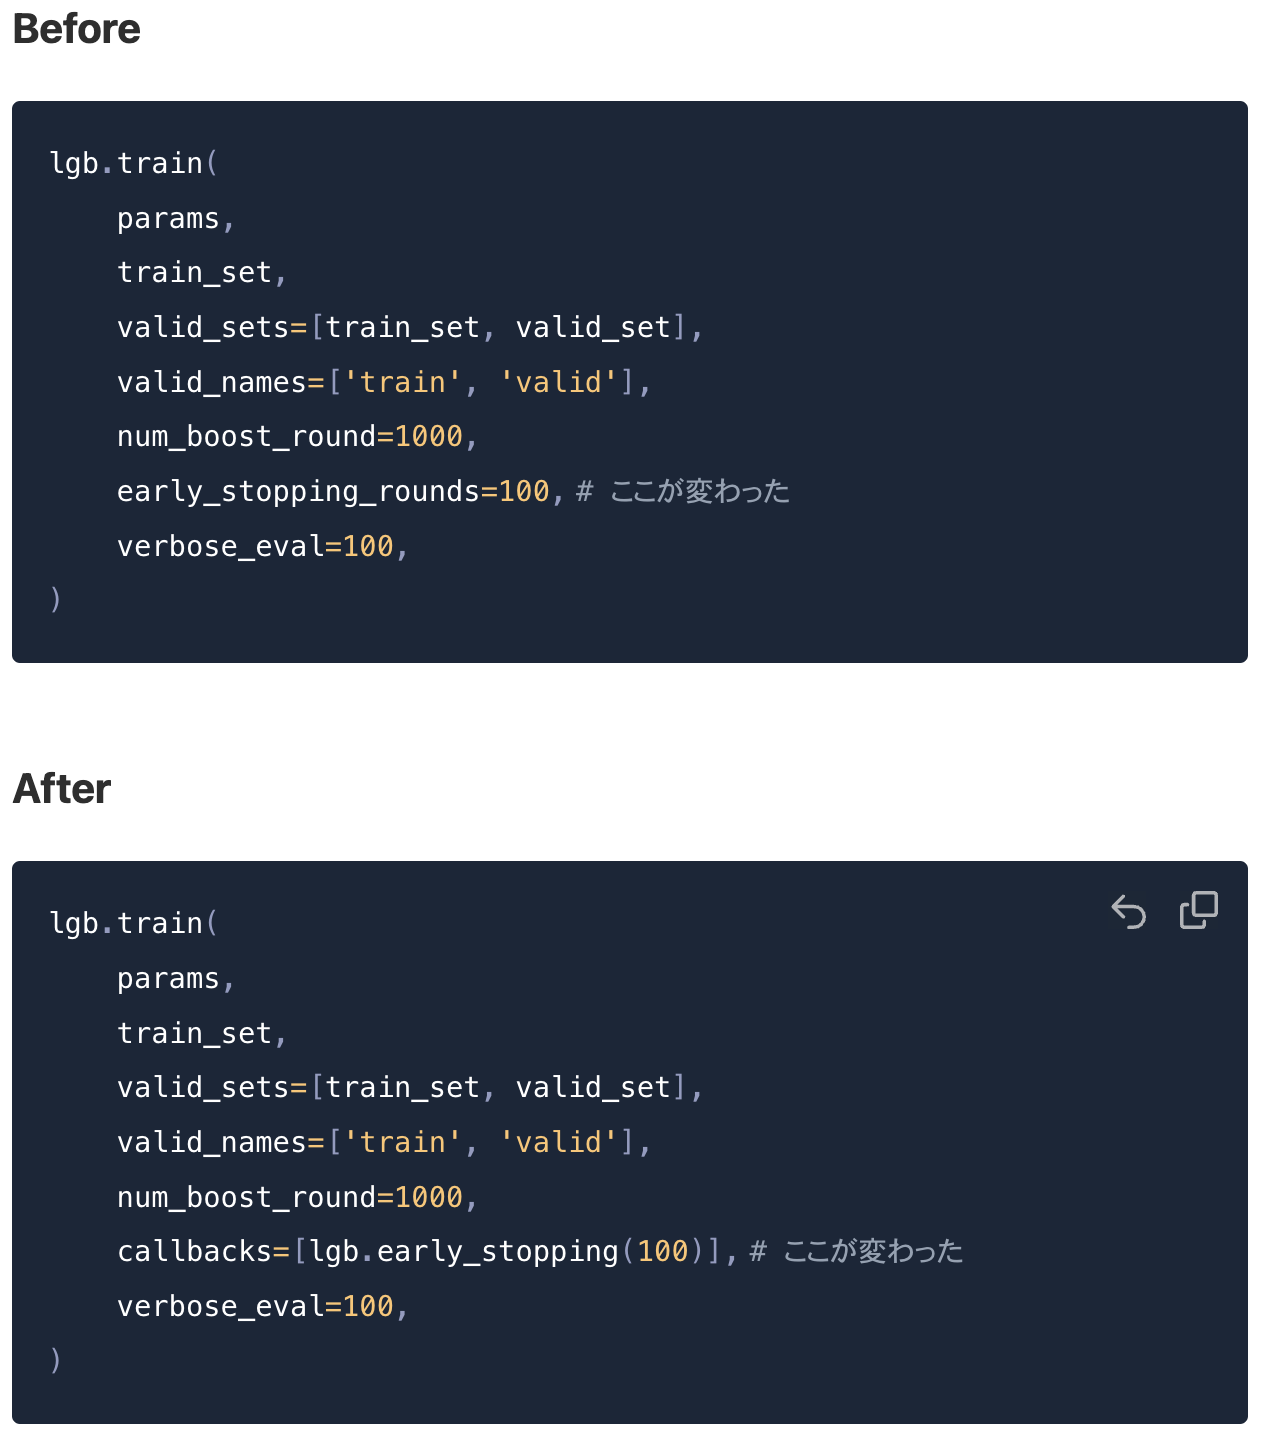 Before
lgb.train(
    params,
    train_set,
    valid_sets=[train_set, valid_set],
    valid_names=['train', 'valid'],
    num_boost_round=1000,
    early_stopping_rounds=100, # ここが変わった
    verbose_eval=100,
)
After
lgb.train(
    params,
    train_set,
    valid_sets=[train_set, valid_set],
    valid_names=['train', 'valid'],
    num_boost_round=1000,
    callbacks=[lgb.early_stopping(100)], # ここが変わった
    verbose_eval=100,
)